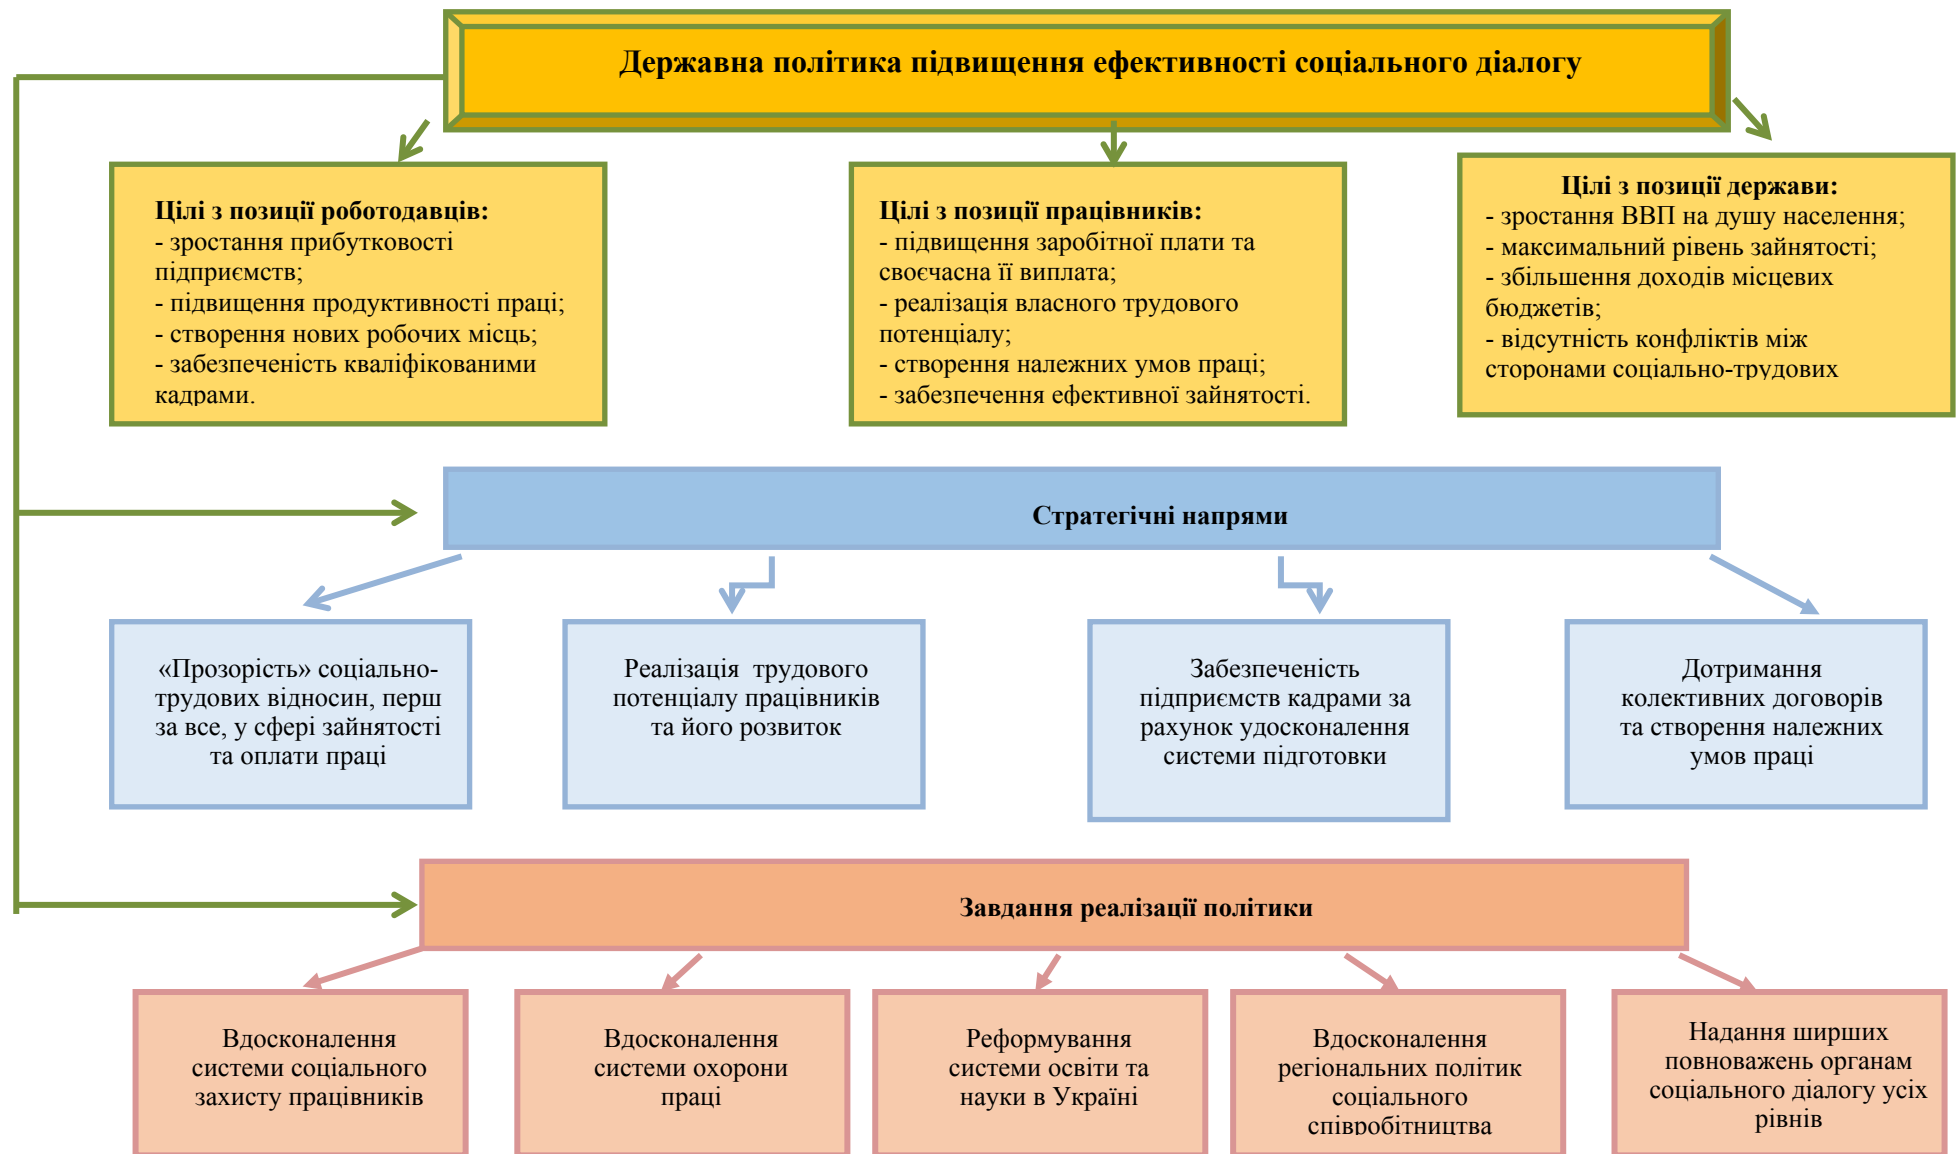 Державна політика підвищення ефективності соціального діалогу
Цілі з позиції роботодавців:
- зростання прибутковості
підприємств;
- підвищення продуктивності праці;
- створення нових робочих місць;
- забезпеченість кваліфікованими
кадрами.
Цілі з позиції працівників:
- підвищення заробітної плати та
своєчасна її виплата;
- реалізація власного трудового
потенціалу;
- створення належних умов праці;
- забезпечення ефективної зайнятості.
Цілі з позиції держави:
- зростання ВВП на душу населення;
- максимальний рівень зайнятості;
- збільшення доходів місцевих
бюджетів;
- відсутність конфліктів між
сторонами соціально-трудових
Стратегічні напрями
«Прозорість» соціально-
трудових відносин, перш
за все, у сфері зайнятості
та оплати праці
Реалізація  трудового
потенціалу працівників
та його розвиток
Забезпеченість
підприємств кадрами за
рахунок удосконалення
системи підготовки
Дотримання
колективних договорів
та створення належних
умов праці
Завдання реалізації політики
Вдосконалення
системи соціального
захисту працівників
Вдосконалення
системи охорони
праці
Реформування
системи освіти та
науки в Україні
Вдосконалення
регіональних політик
соціального
співробітництва
Надання ширших
повноважень органам
соціального діалогу усіх
рівнів